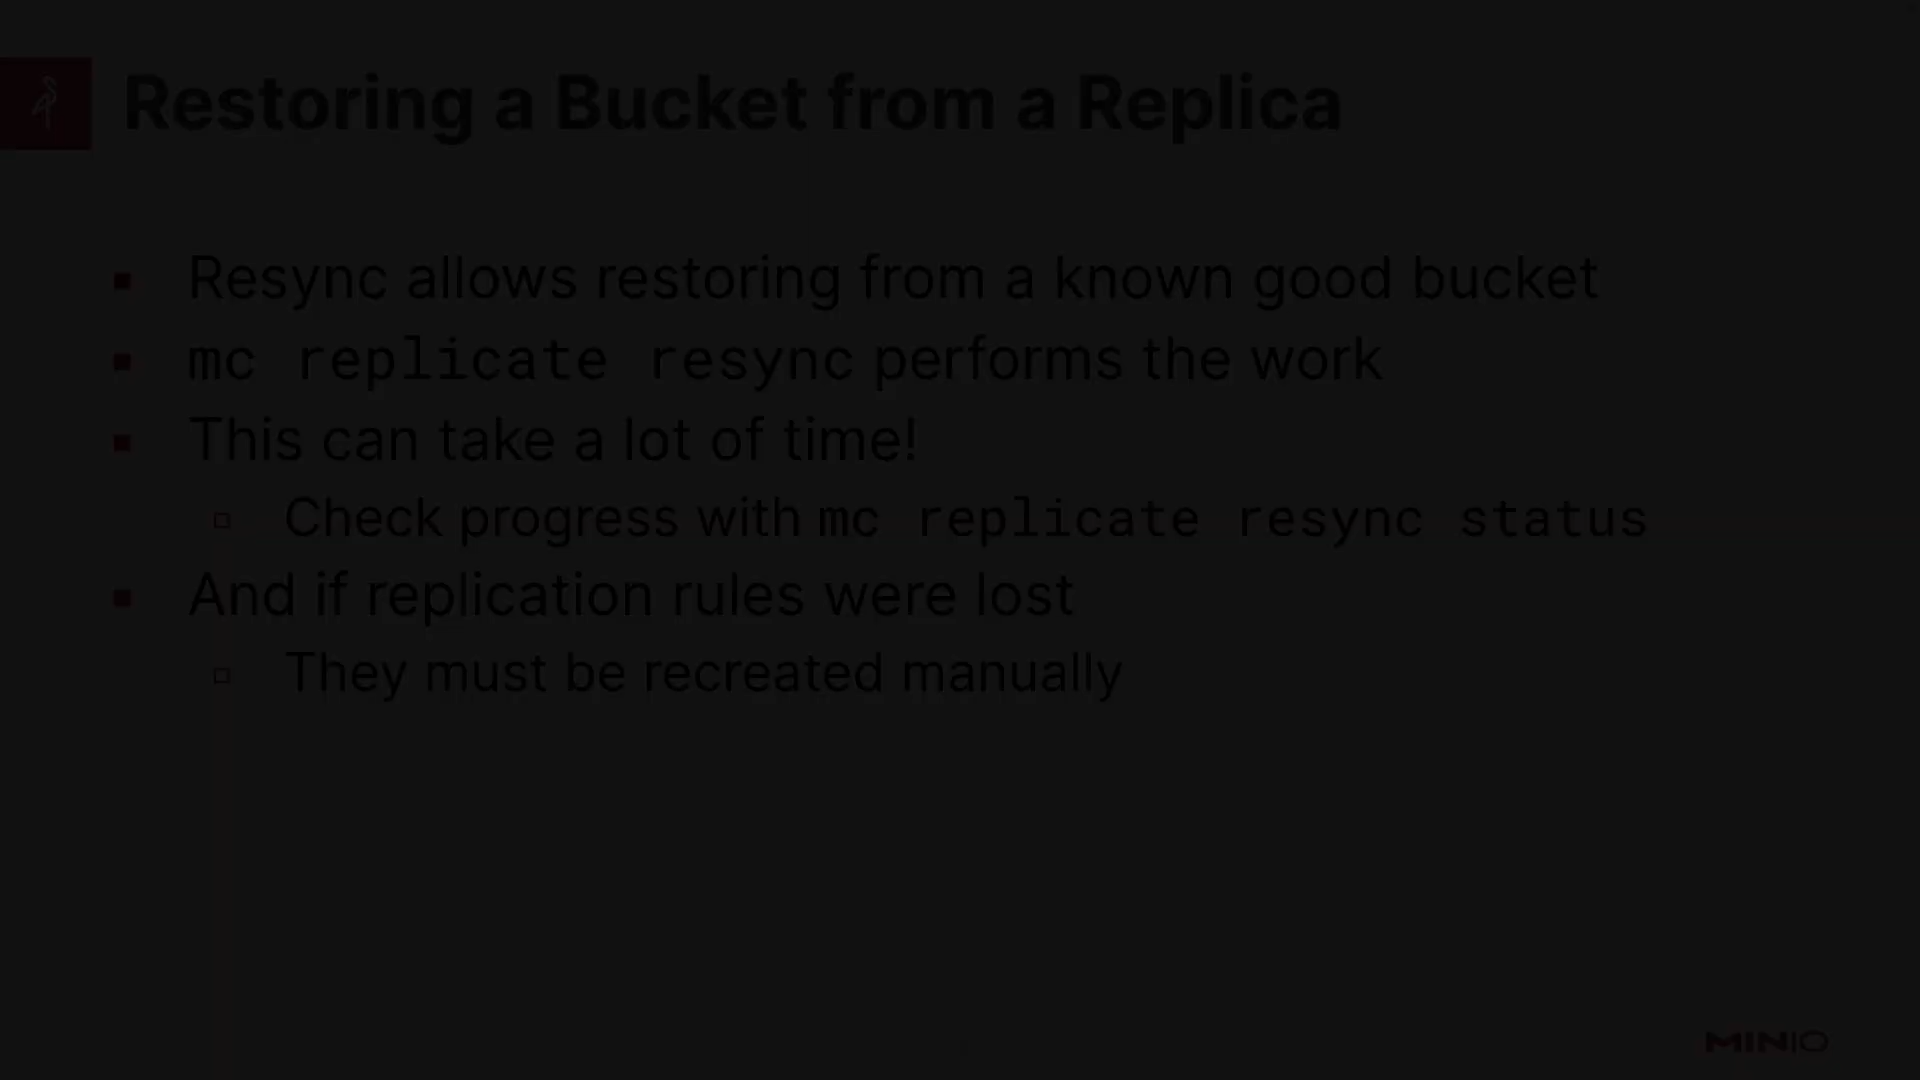 Restoring a Bucket from a Replica
Resync allows restoring from a known good bucket
mc replicate resync performs the work
This can take a lot of time!
Check progress with mc replicate resync status
And if replication rules were lost
They must be recreated manually
MINIO